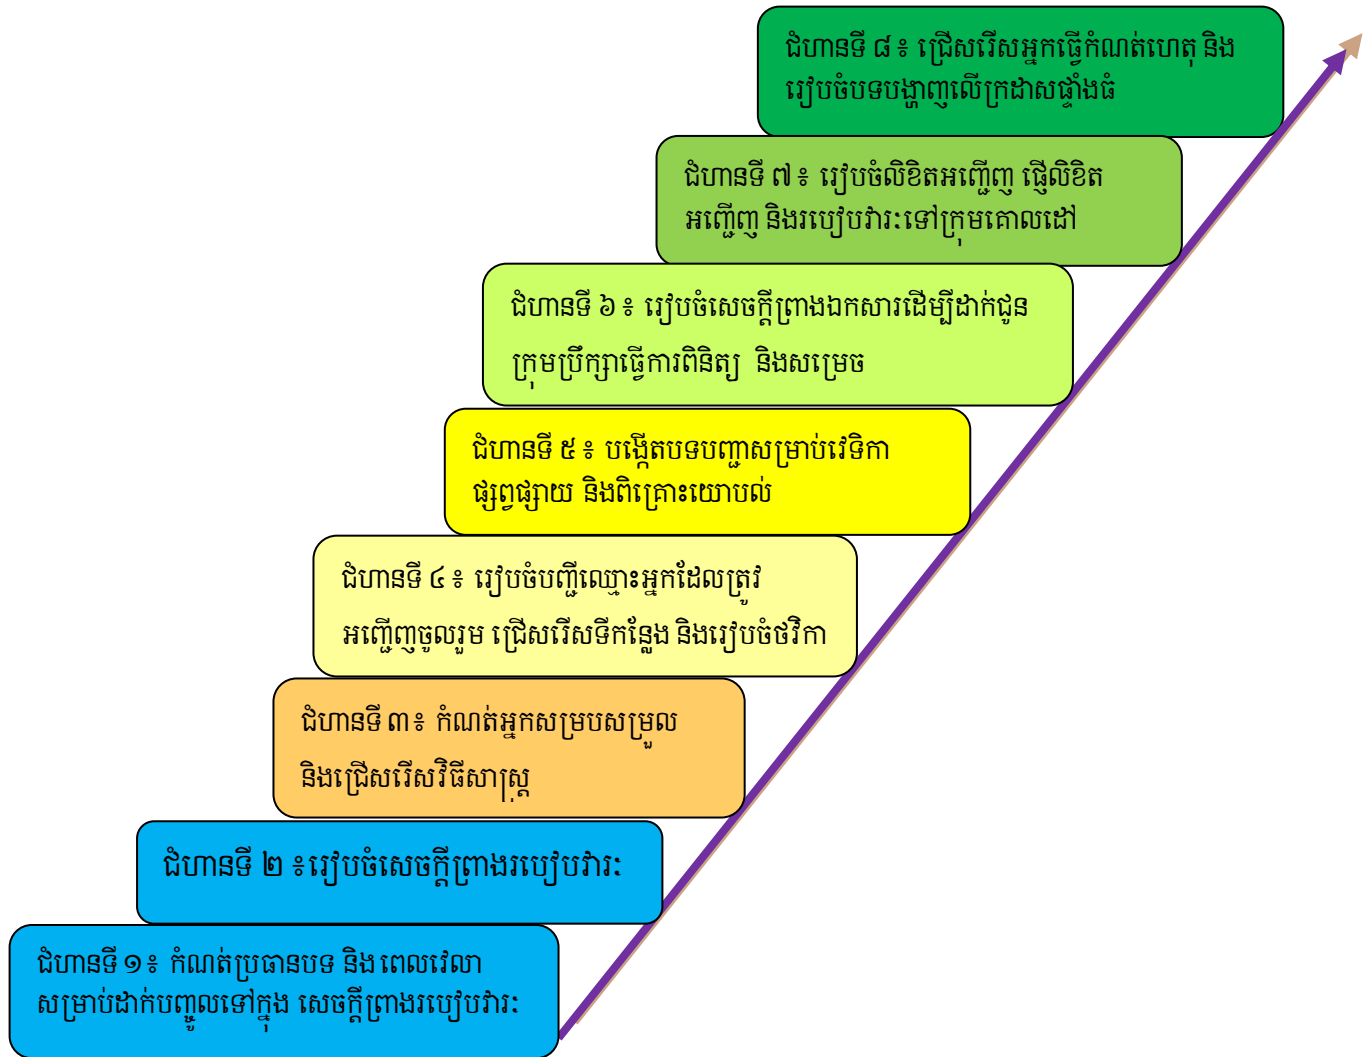 ជំហានទី ៨៖ ជ្រើសរើសអ្នកធ្វើកំណត់ហេតុ និង
រៀបចំបទបង្ហាញលើក្រដាសផ្ទាំងធំ
ជំហានទី ៧៖ រៀបចំលិខិតអញ្ជើញ ផ្ញើលិខិត
អញ្ជើញ និងរបៀបវារៈទៅក្រុមគោលដៅ
ជំហានទី ៦៖ រៀបចំសេចក្តីព្រាងឯកសារដើម្បីដាក់ជូន
ក្រុមប្រឹក្សាធ្វើការពិនិត្យ និងសម្រេច
ជំហានទី ៥៖ បង្កើតបទបញ្ជាសម្រាប់វេទិកា
ផ្សព្វផ្សាយ និងពិគ្រោះយោបល់
ជំហានទី ៤៖ រៀបចំបញ្ជីឈ្មោះអ្នកដែលត្រូវ
អញ្ជើញចូលរួម ជ្រើសរើសទីកន្លែង និងរៀបចំថវិកា
ជំហានទី ៣៖ កំណត់អ្នកសម្របសម្រួល
និងជ្រើសរើសវិធីសាស្ត្រ
ជំហានទី ២ ៖រៀបចំសេចក្តីព្រាងរបៀបវារៈ
ជំហានទី ១៖ កំណត់ប្រធានបទ និង ពេលវេលា
សម្រាប់ដាក់បញ្ចូលទៅក្នុង សេចក្តីព្រាងរបៀបវារៈ